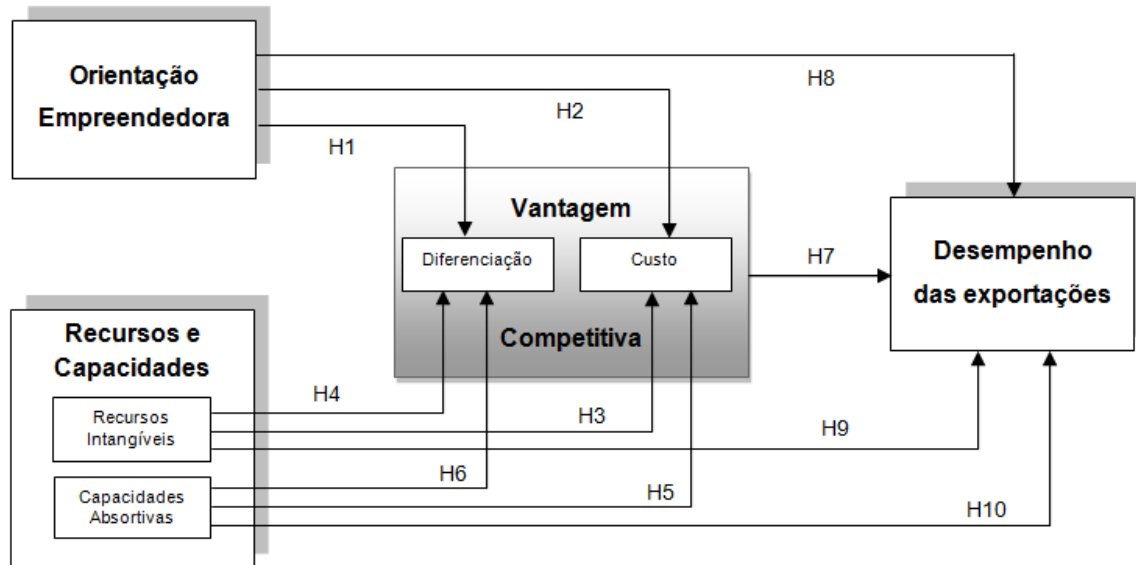 Orientação
Empreendedora
H8
H2
H1
Vantagem
Diferenciação
Custo
Competitiva
H7
Desempenho
das exportações
Recursos e
Capacidades
Recursos
Intangíveis
H4
H3
H9
Capacidades
Absortivas
H6
H5
H10